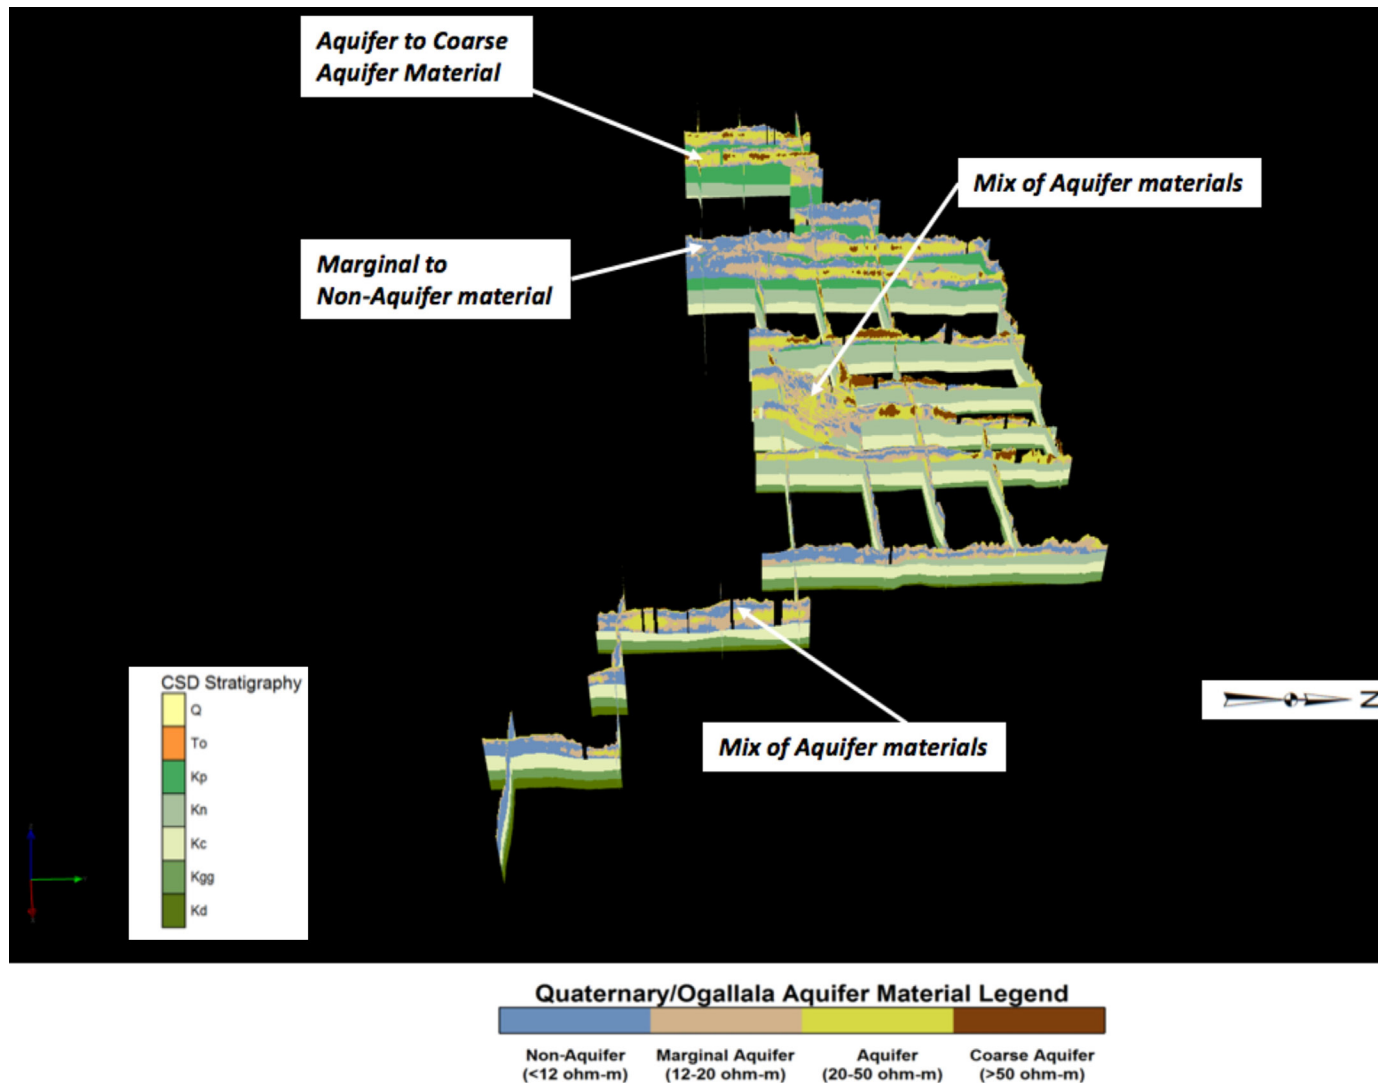 Aquifer to Coarse
Aquifer Material
Mix of Aquifer materials
Marginal to
Non-Aquifer material
Mix of Aquifer materials
CSD Stratigraphy
Q
To
Kp
Kn
Kc
Kgg
Kd
N
Quaternary/Ogallala Aquifer Material Legend
Non-Aquifer
(<12 ohm-m)
Marginal Aquifer
(12-20 ohm-m)
Aquifer
(20-50 ohm-m)
Coarse Aquifer
(>50 ohm-m)